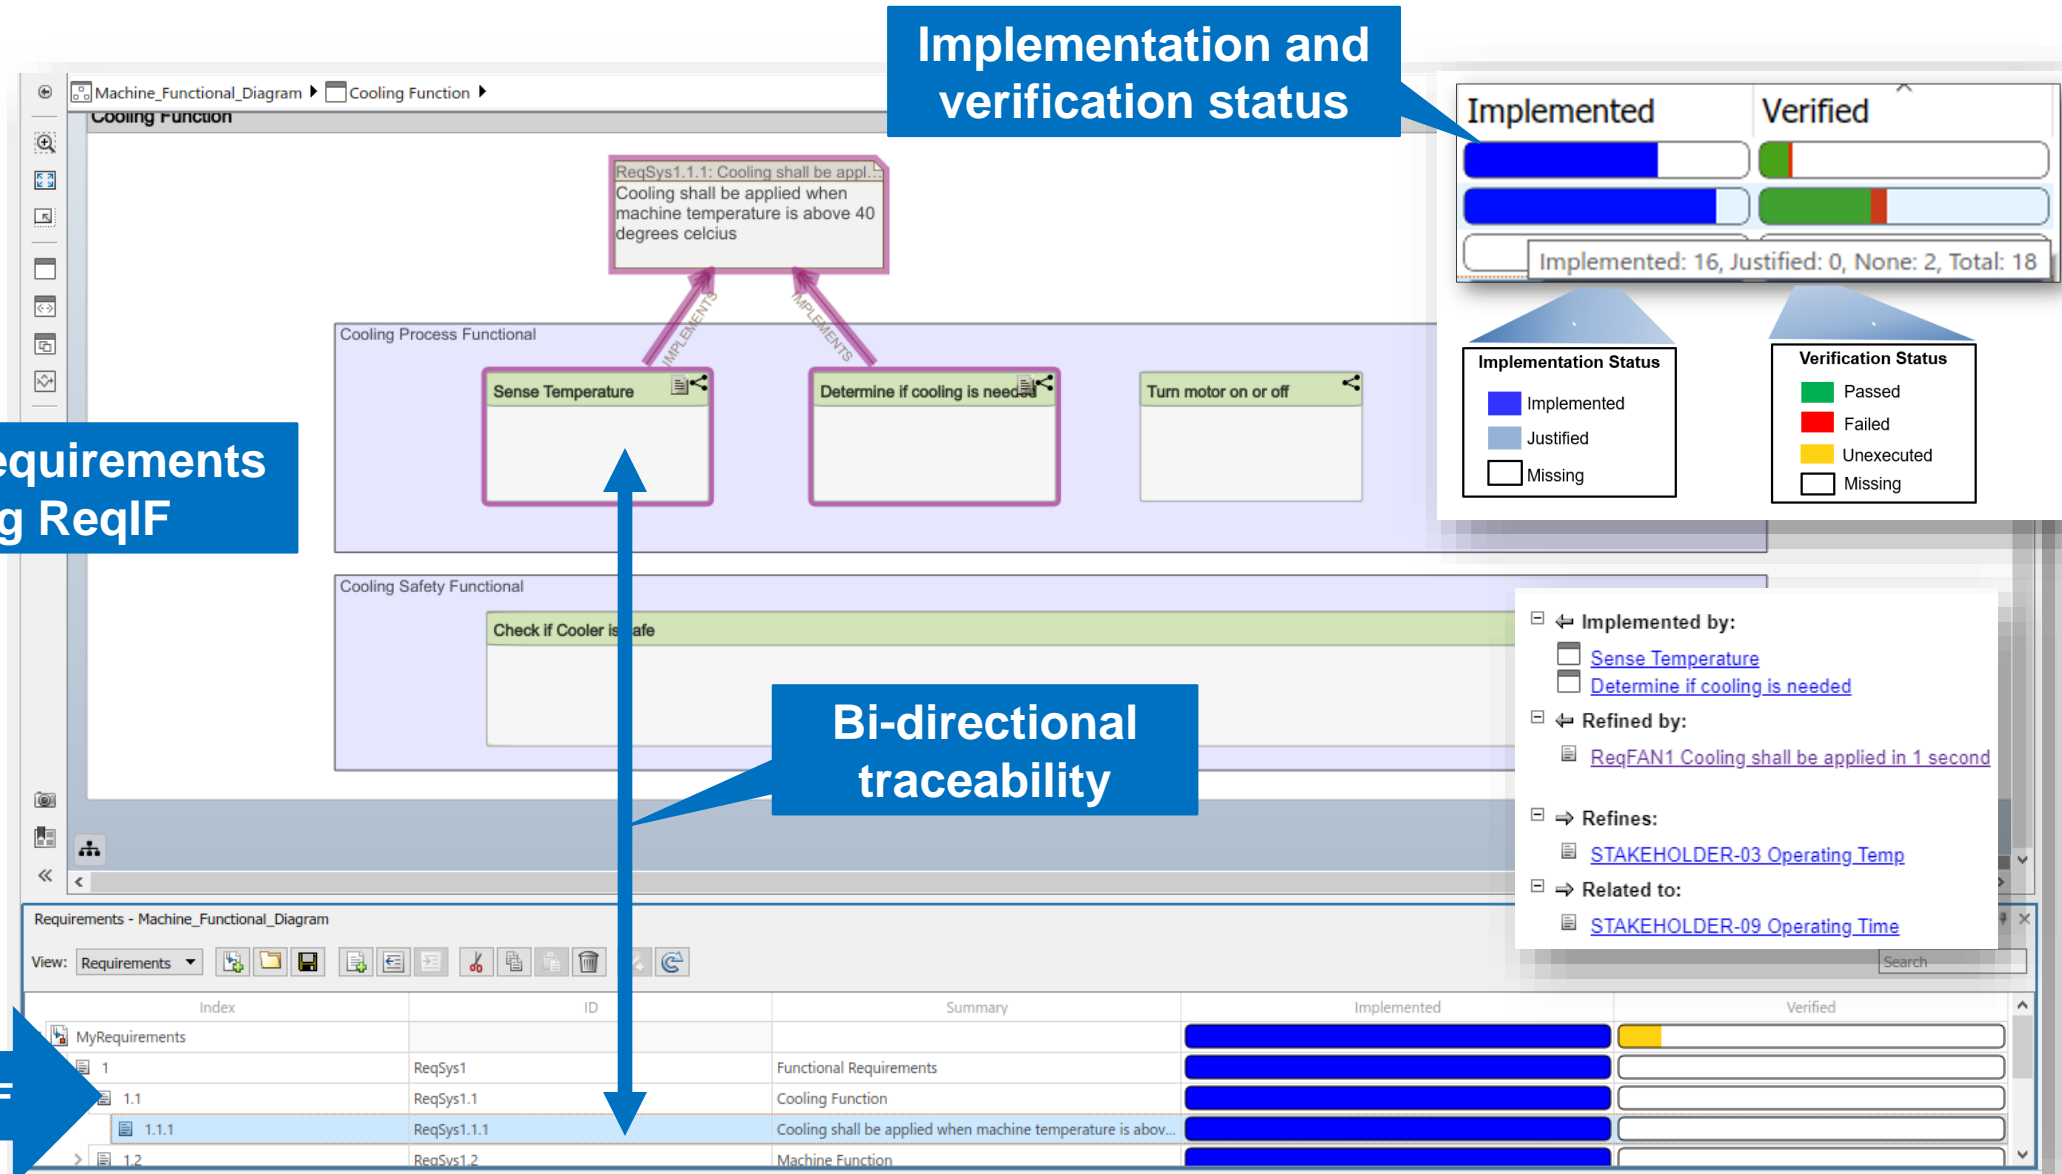 Implementation and
verification status
Machine_Functional_Diagram
Cooling Function
Cooling Function
ReqSys1.1.1: Cooling shall be appl...
Cooling shall be applied when
machine temperature is above 40
degrees celcius
IMPLEMENTS
IMPLEMENTS
Cooling Process Functional
Sense Temperature
Determine if cooling is needed
Turn motor on or off
equirements
g ReqIF
Cooling Safety Functional
Check if Cooler is safe
Bi-directional
traceability
Implemented Verified
Implemented: 16, Justified: 0, None: 2, Total: 18
Implementation Status
Implemented
Justified
Missing
Verification Status
Passed
Failed
Unexecuted
Missing
Implemented by:
Sense Temperature
Determine if cooling is needed
Refined by:
ReqFAN1 Cooling shall be applied in 1 second
Refines:
STAKEHOLDER-03 Operating Temp
Related to:
STAKEHOLDER-09 Operating Time
Requirements - Machine_Functional_Diagram
View: Requirements
Search
Index ID Summary Implemented Verified
MyRequirements
1 ReqSys1 Functional Requirements
F
1.1 ReqSys1.1 Cooling Function
1.1.1 ReqSys1.1.1 Cooling shall be applied when machine temperature is abov...
1.2 ReqSys1.2 Machine Function